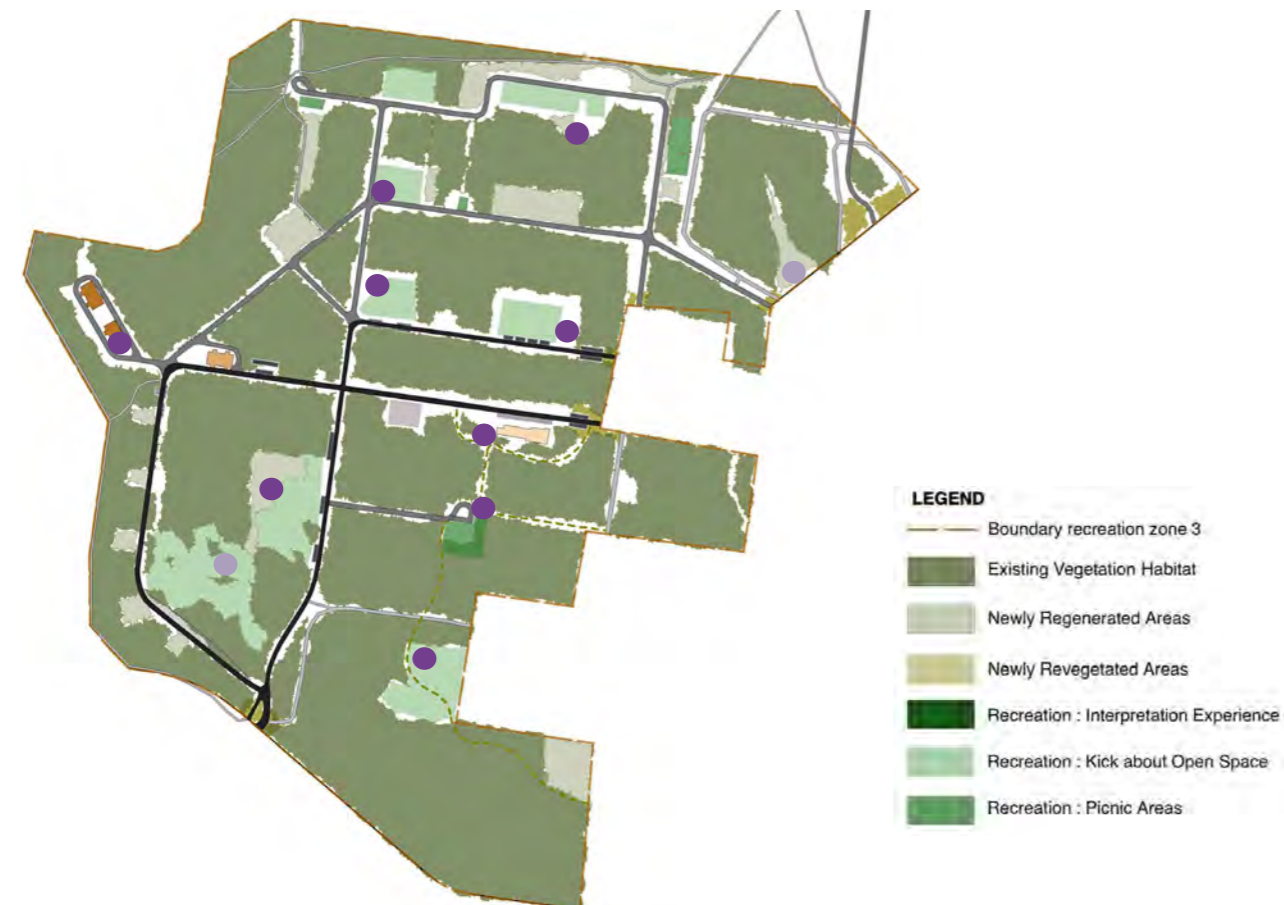 LEGEND
Boundary recreation zone 3
Existing Vegetation Habitat
Newly Regenerated Areas
Newly Revegetated Areas
Recreation : Interpretation Experience
Recreation : Kick about Open Space
Recreation : Picnic Areas